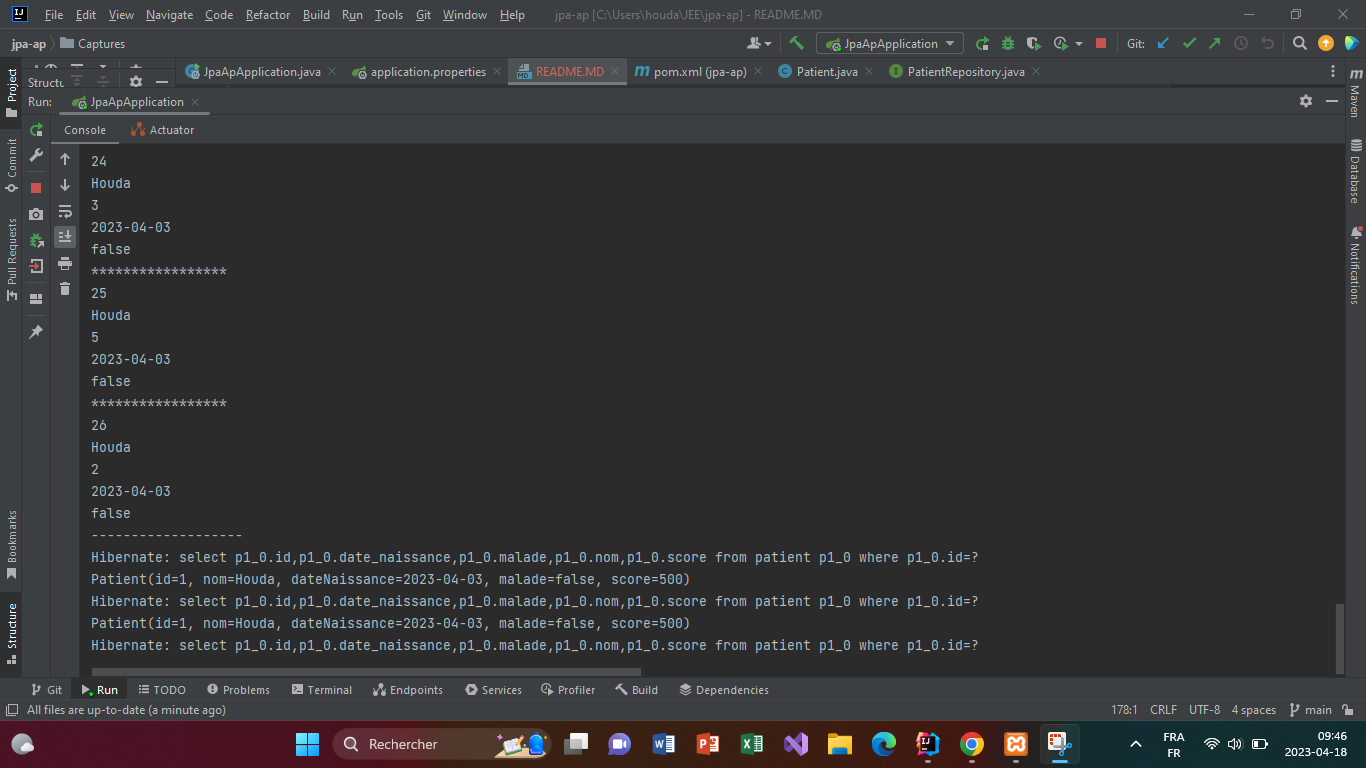 File Edit View Navigate Code Refactor Build Run Tools Git Window Help jpa-ap [C:\Users\houda\JEE\jpa-ap] - README.MD
jpa-ap Captures JpaApApplication Git:
Project
Structu
JpaApApplication.java application.properties README.MD pom.xml (jpa-ap) Patient.java PatientRepository.java
Run: JpaApApplication
Console Actuator
Commit
Pull Requests
Bookmarks
Structure
Maven
Database
Notifications
24
Houda
3
2023-04-03
false
*****************
25
Houda
5
2023-04-03
false
*****************
26
Houda
2
2023-04-03
false
-------------------
Hibernate: select p1_0.id,p1_0.date_naissance,p1_0.malade,p1_0.nom,p1_0.score from patient p1_0 where p1_0.id=?
Patient(id=1, nom=Houda, dateNaissance=2023-04-03, malade=false, score=500)
Hibernate: select p1_0.id,p1_0.date_naissance,p1_0.malade,p1_0.nom,p1_0.score from patient p1_0 where p1_0.id=?
Patient(id=1, nom=Houda, dateNaissance=2023-04-03, malade=false, score=500)
Hibernate: select p1_0.id,p1_0.date_naissance,p1_0.malade,p1_0.nom,p1_0.score from patient p1_0 where p1_0.id=?
Git Run TODO Problems Terminal Endpoints Services Profiler Build Dependencies
All files are up-to-date (a minute ago) 178:1 CRLF UTF-8 4 spaces main
Rechercher
FRA
FR
09:46
2023-04-18